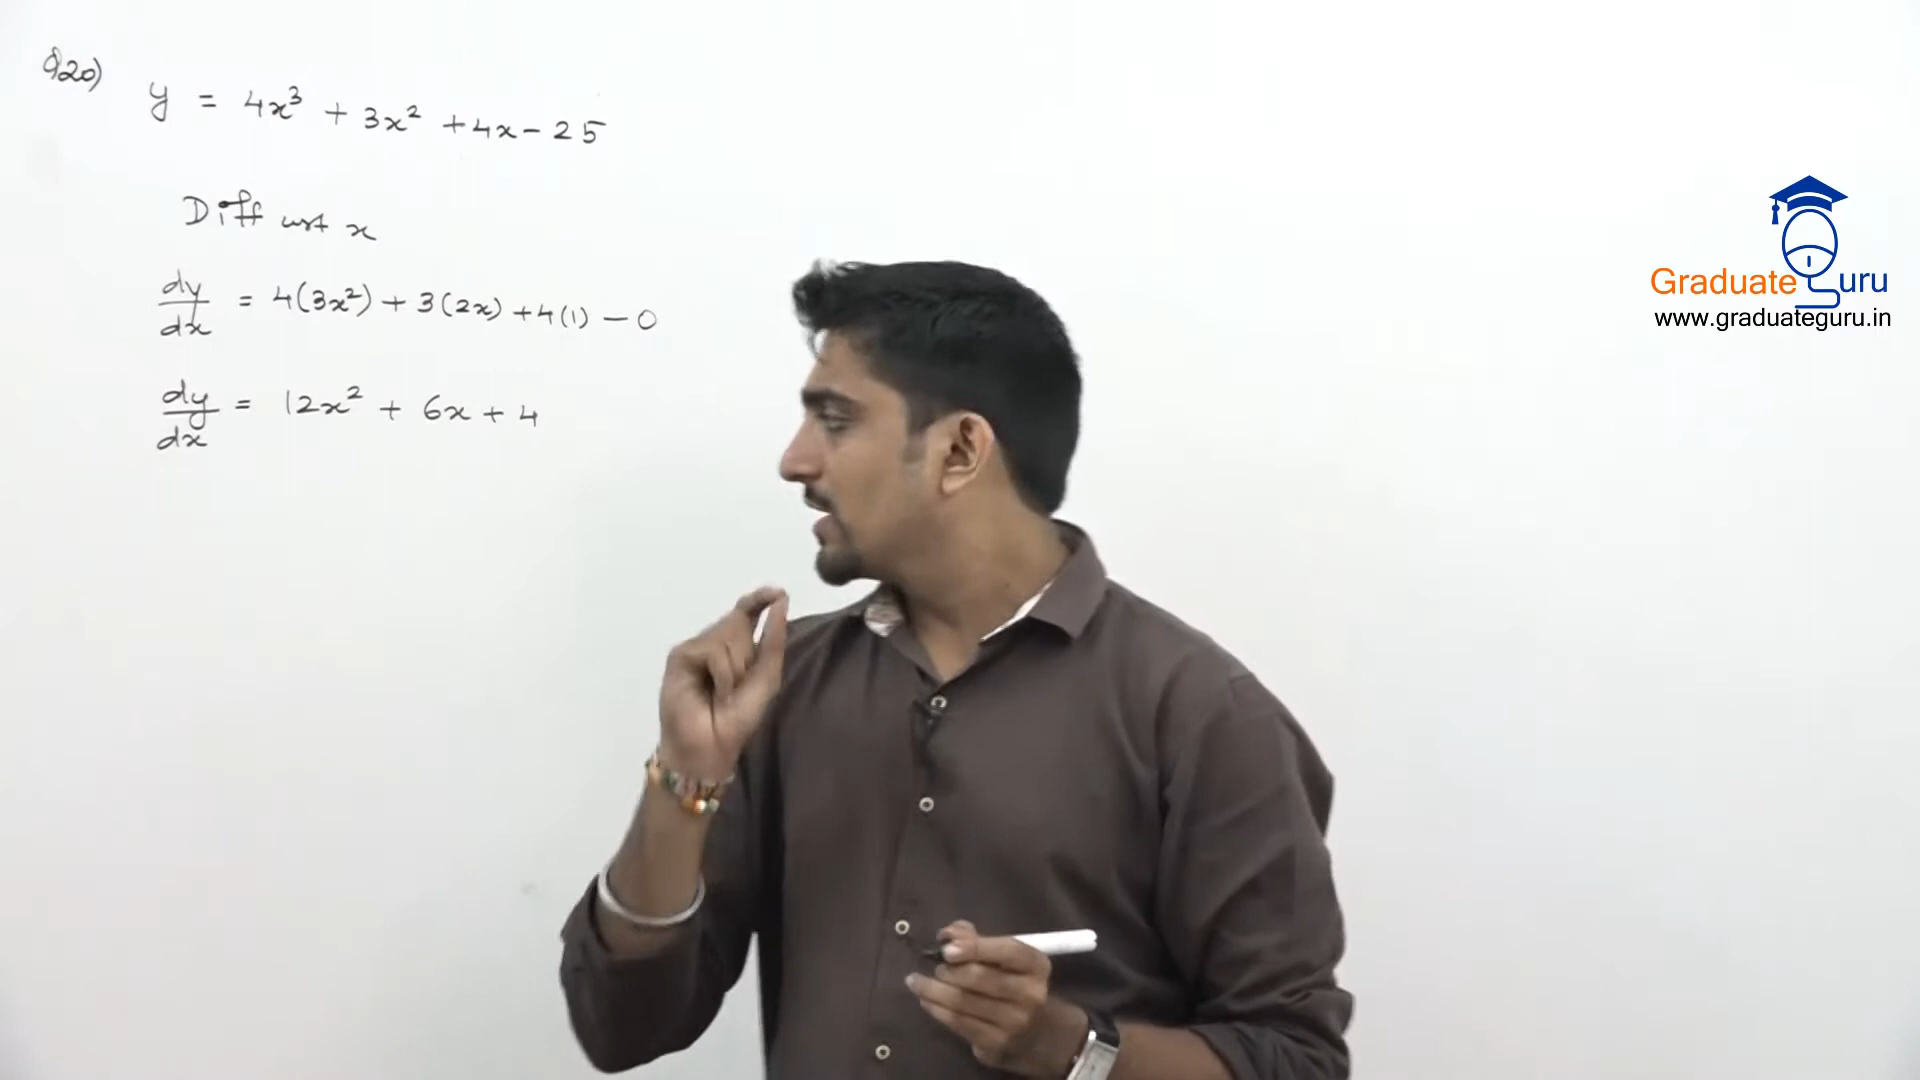 Q20)
y = 4x³ + 3x² + 4x - 25
Diff wrt x
dy/dx = 4(3x²) + 3(2x) + 4(1) - 0
dy/dx = 12x² + 6x + 4
Graduate Guru
www.graduateguru.in